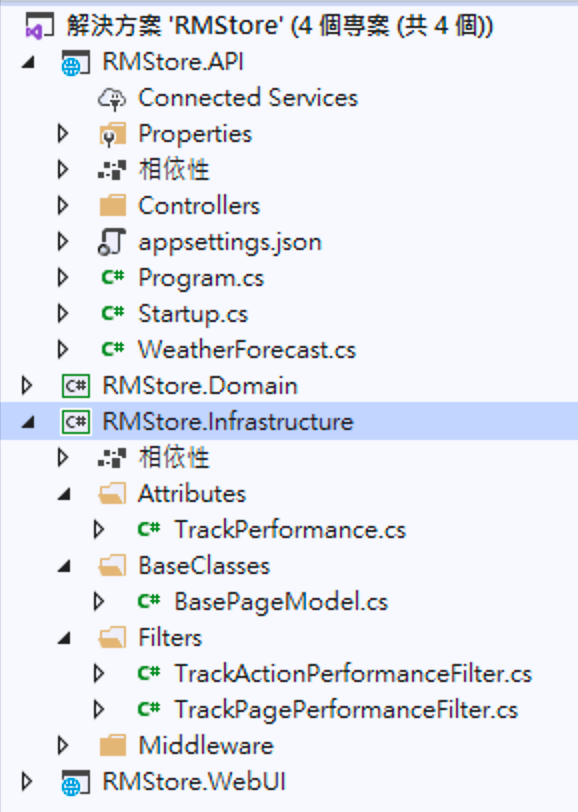 解決方案 'RMStore' (4 個專案 (共 4 個))
RMStore.API
Connected Services
Properties
相依性
Controllers
appsettings.json
C# Program.cs
C# Startup.cs
C# WeatherForecast.cs
C# RMStore.Domain
C# RMStore.Infrastructure
相依性
Attributes
C# TrackPerformance.cs
BaseClasses
C# BasePageModel.cs
Filters
C# TrackActionPerformanceFilter.cs
C# TrackPagePerformanceFilter.cs
Middleware
RMStore.WebUI